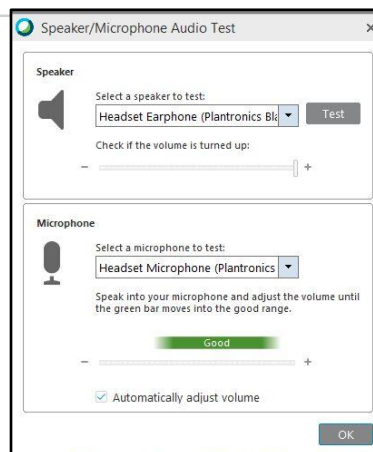 Speaker/Microphone Audio Test
Speaker
Select a speaker to test:
Headset Earphone (Plantronics Bla
Test
Check if the volume is turned up:
- +
Microphone
Select a microphone to test:
Headset Microphone (Plantronics
Speak into your microphone and adjust the volume until
the green bar moves into the good range.
Good
- +
Automatically adjust volume
OK